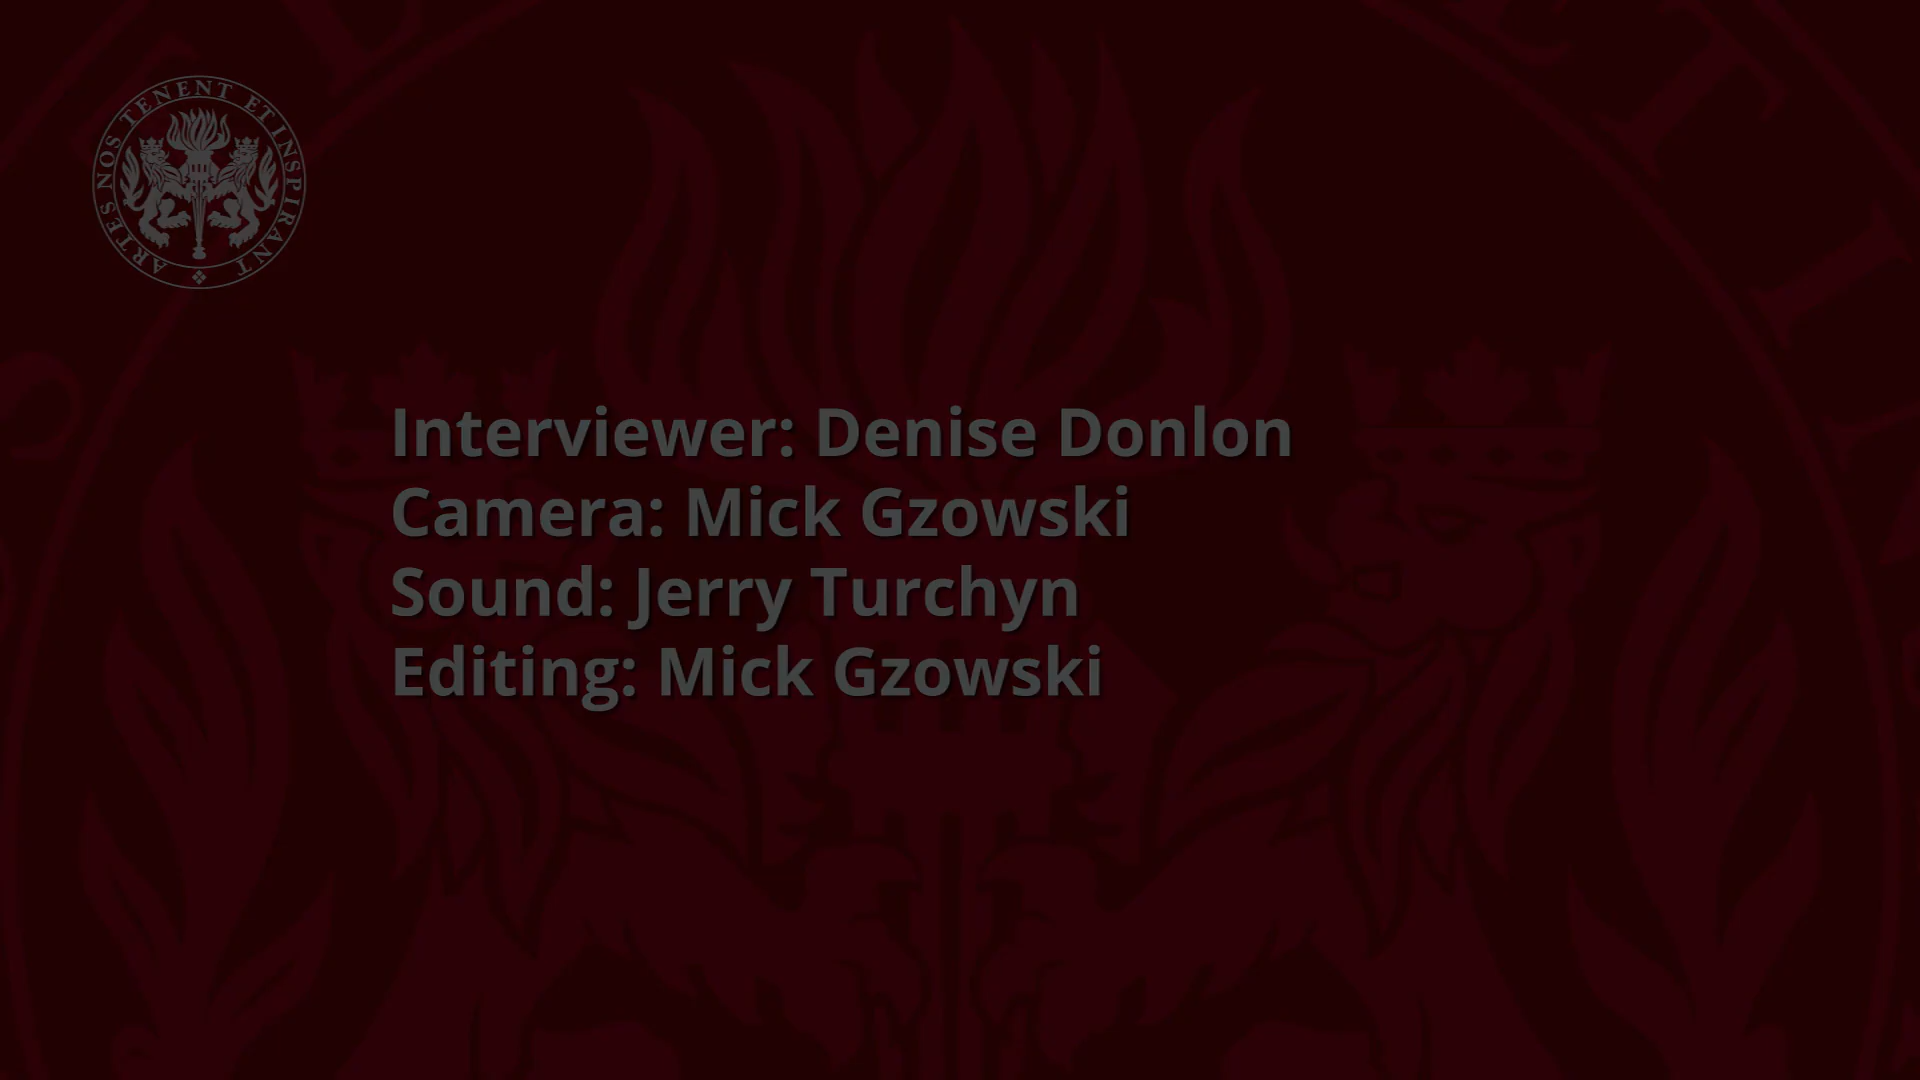 ARTES NOS TENENT ET INSPIRANT
Interviewer: Denise Donlon
Camera: Mick Gzowski
Sound: Jerry Turchyn
Editing: Mick Gzowski